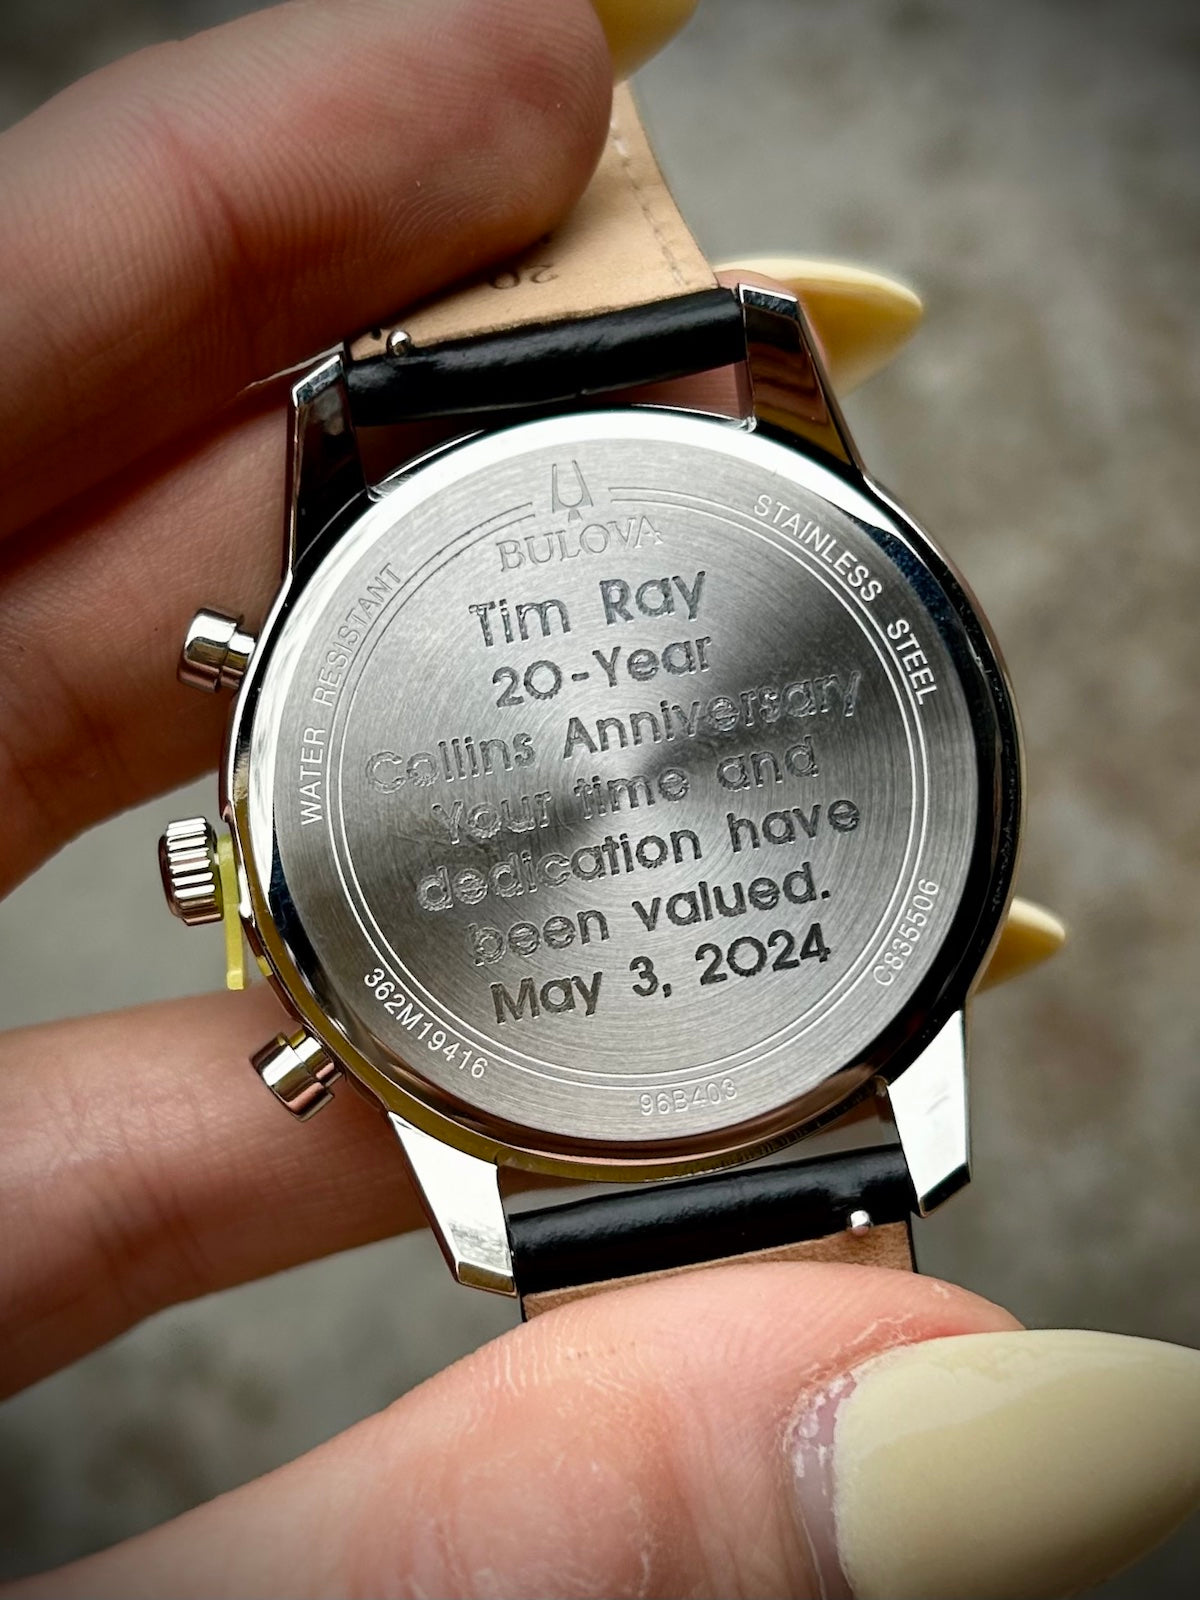 20
BULOVA
WATER RESISTANT
STAINLESS STEEL
Tim Ray
20-Year
Collins Anniversary
Your time and
dedication have
been valued.
May 3, 2024
362M19416
96B403
C835506